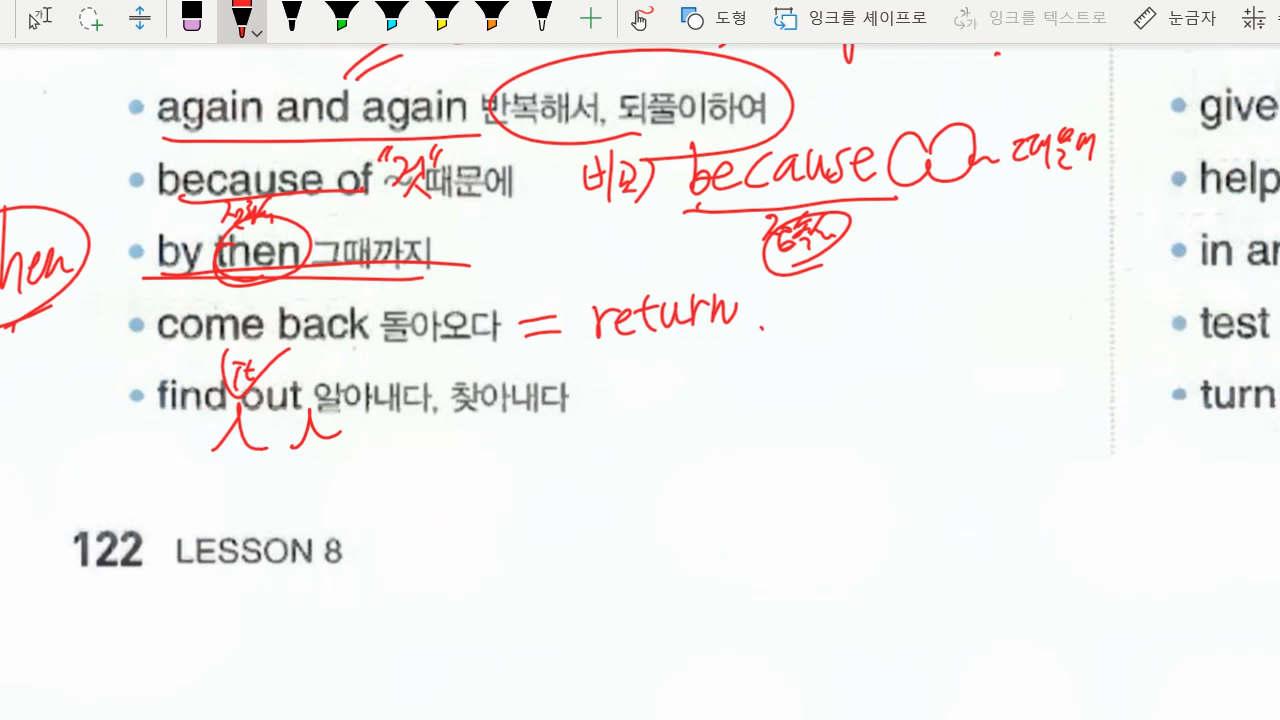 도형 잉크를 셰이프로 잉크를 텍스트로 눈금자
• again and again 반복해서, 되풀이하여
• because of ~때문에 "것" 비교) because 때문에
• by then 그때까지
hen
• come back 돌아오다 = return.
• find out 알아내다, 찾아내다
• give
• help
• in an
• test
• turn
122 LESSON 8